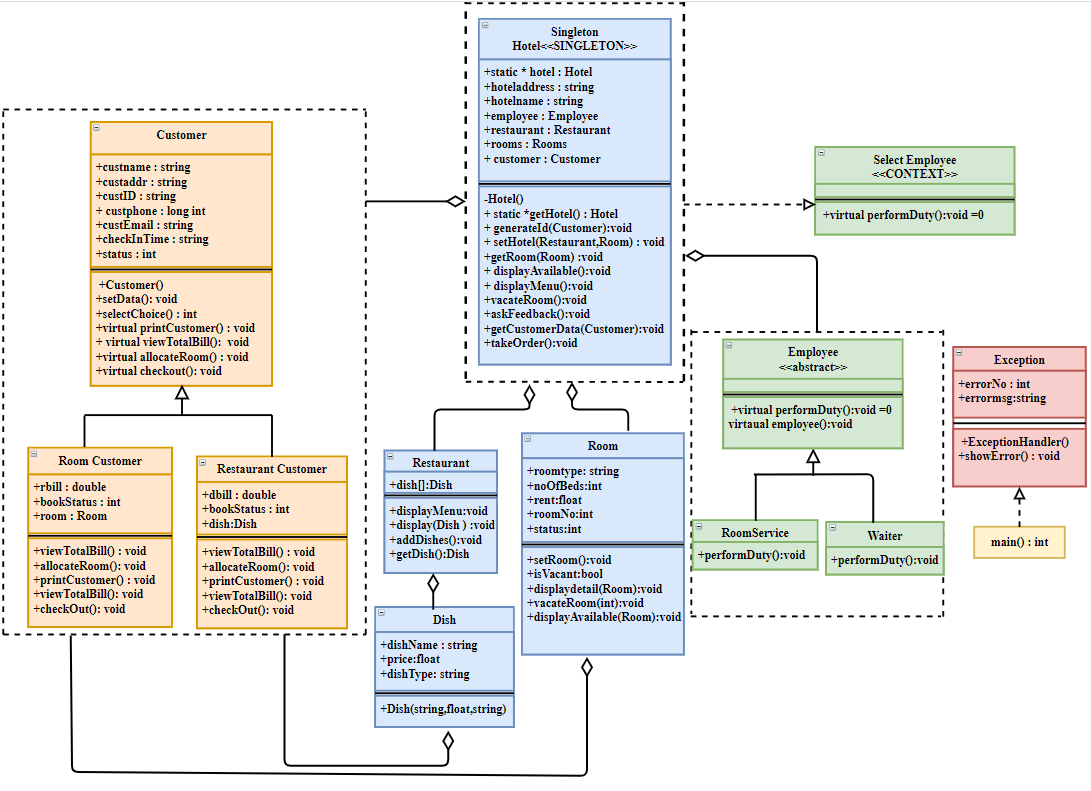 Singleton
Hotel<<SINGLETON>>
+static * hotel : Hotel
+hoteladdress : string
+hotelname : string
+employee : Employee
+restaurant : Restaurant
+rooms : Rooms
+ customer : Customer
-Hotel()
+ static *getHotel() : Hotel
+ generateId(Customer):void
+ setHotel(Restaurant,Room) : void
+getRoom(Room) :void
+ displayAvailable():void
+ displayMenu():void
+vacateRoom():void
+askFeedback():void
+getCustomerData(Customer):void
+takeOrder():void
Customer
+custname : string
+custaddr : string
+custID : string
+ custphone : long int
+custEmail : string
+checkInTime : string
+status : int
+Customer()
+setData(): void
+selectChoice() : int
+virtual printCustomer() : void
+ virtual viewTotalBill():  void
+virtual allocateRoom() : void
+virtual checkout(): void
Select Employee
<<CONTEXT>>
+virtual performDuty():void =0
Employee
<<abstract>>
+virtual performDuty():void =0
virtaual employee():void
Exception
+errorNo : int
+errormsg:string
+ExceptionHandler()
+showError() : void
Room Customer
+rbill : double
+bookStatus : int
+room : Room
+viewTotalBill() : void
+allocateRoom(): void
+printCustomer() : void
+viewTotalBill() : void
+checkOut(): void
Restaurant Customer
+dbill : double
+bookStatus : int
+dish:Dish
+viewTotalBill() : void
+allocateRoom(): void
+printCustomer() : void
+viewTotalBill() : void
+checkOut(): void
Restaurant
+dish[]:Dish
+displayMenu:void
+display(Dish ) :void
+addDishes():void
+getDish():Dish
Room
+roomtype: string
+noOfBeds:int
+rent:float
+roomNo:int
+status:int
+setRoom():void
+isVacant:bool
+displaydetail(Room):void
+vacateRoom(int):void
+displayAvailable(Room):void
RoomService
+performDuty():void
Waiter
+performDuty():void
main() : int
Dish
+dishName : string
+price:float
+dishType: string
+Dish(string,float,string)